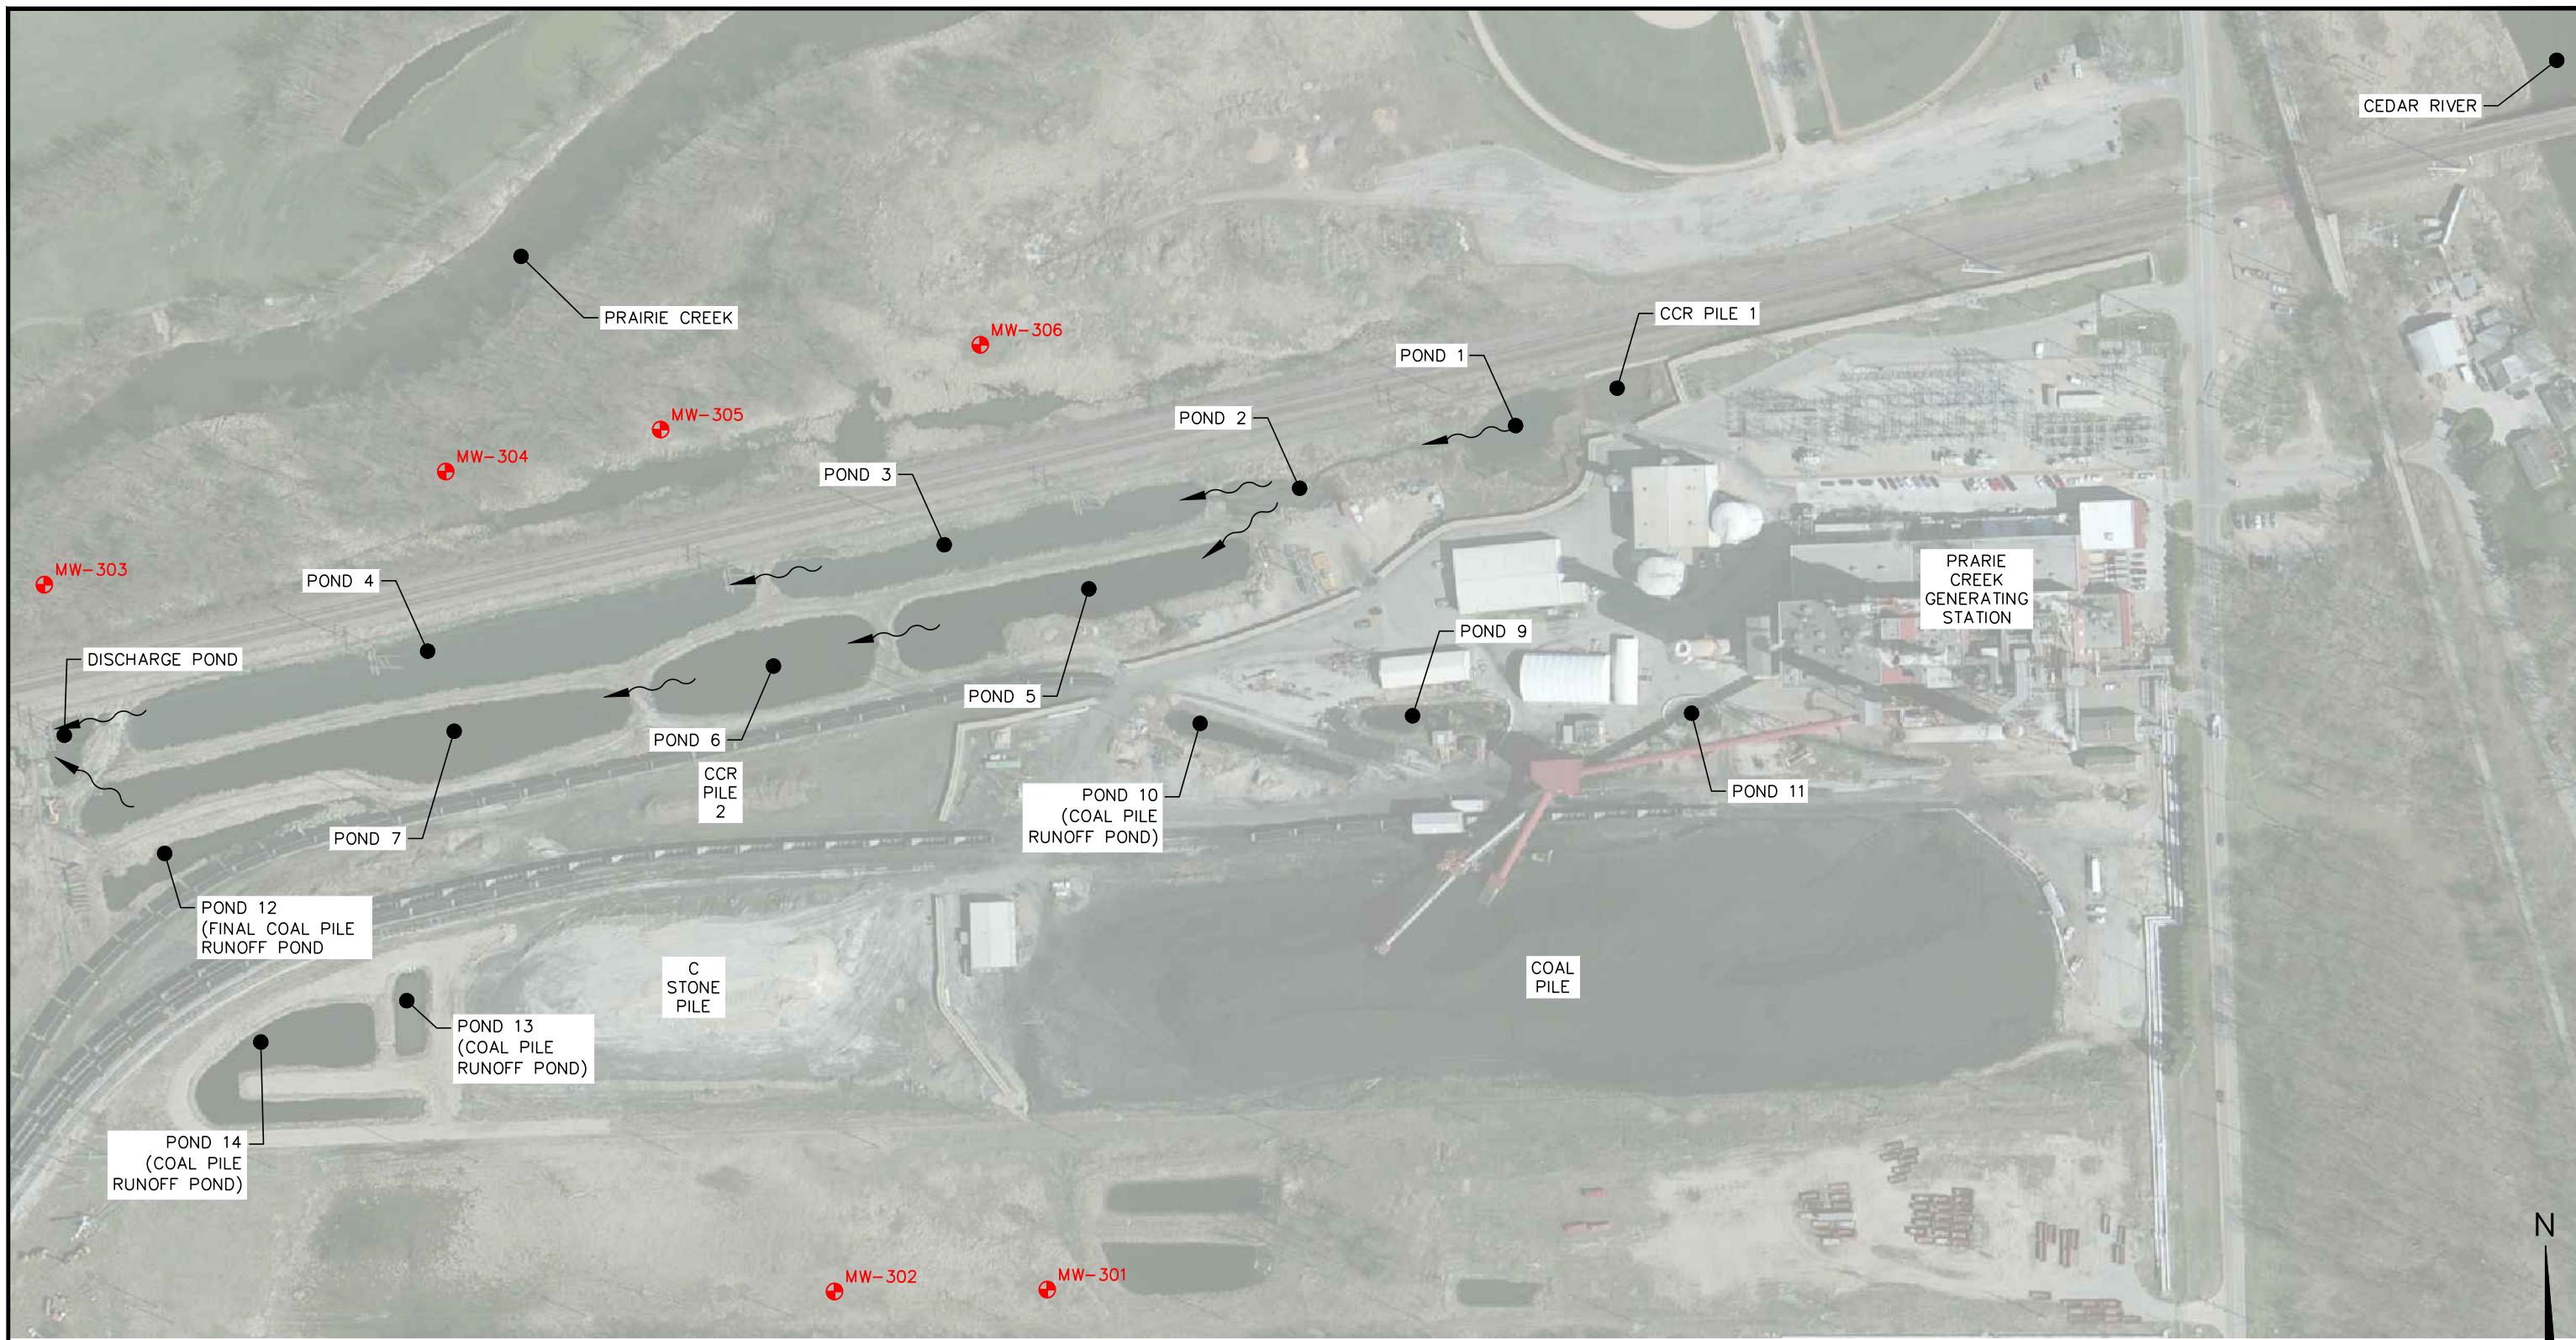 CEDAR RIVER
PRAIRIE CREEK
CCR PILE 1
MW-306
POND 1
MW-305
POND 2
MW-304
POND 3
MW-303
POND 4
PRARIE
CREEK
GENERATING
STATION
POND 9
DISCHARGE POND
POND 5
POND 6
CCR
PILE
2
POND 11
POND 10
(COAL PILE
RUNOFF POND)
POND 7
POND 12
(FINAL COAL PILE
RUNOFF POND
C
STONE
PILE
COAL
PILE
POND 13
(COAL PILE
RUNOFF POND)
POND 14
(COAL PILE
RUNOFF POND)
N
MW-302
MW-301